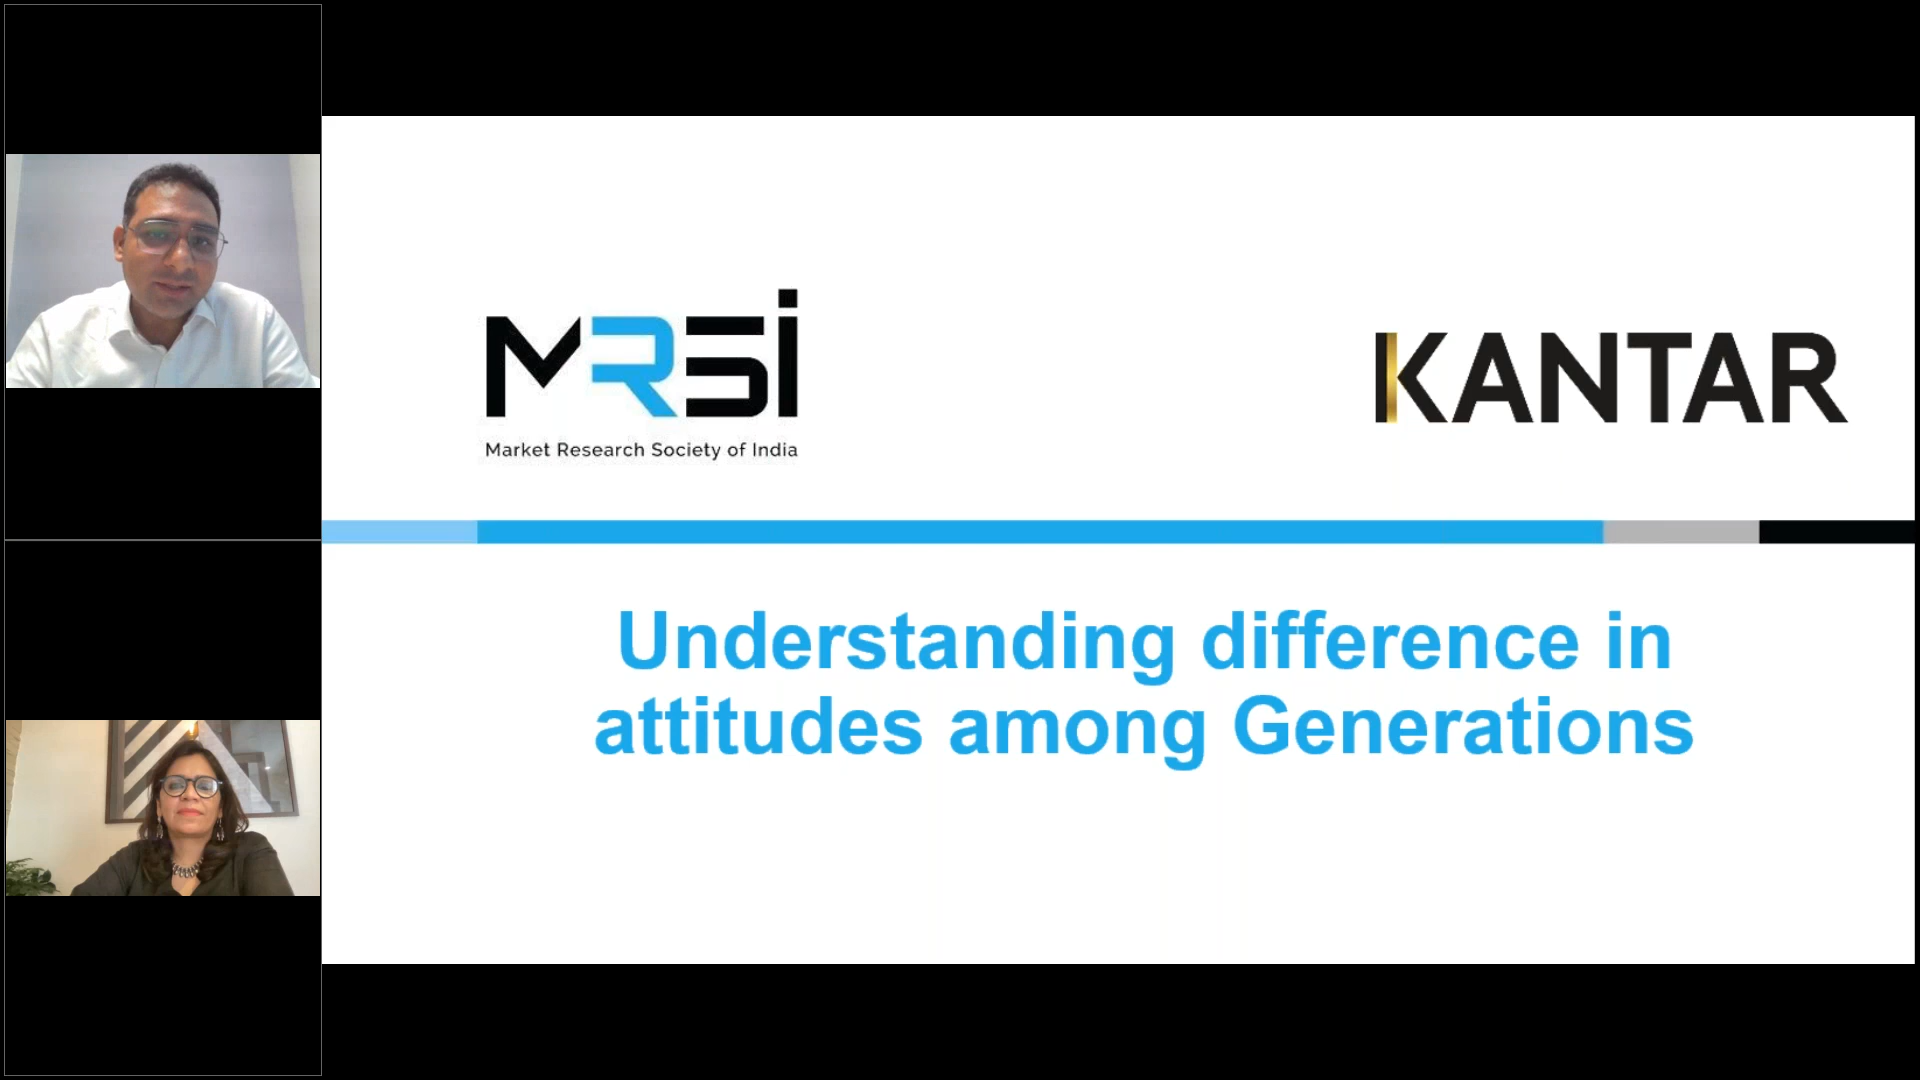 MRSI
Market Research Society of India
KANTAR
Understanding difference in
attitudes among Generations